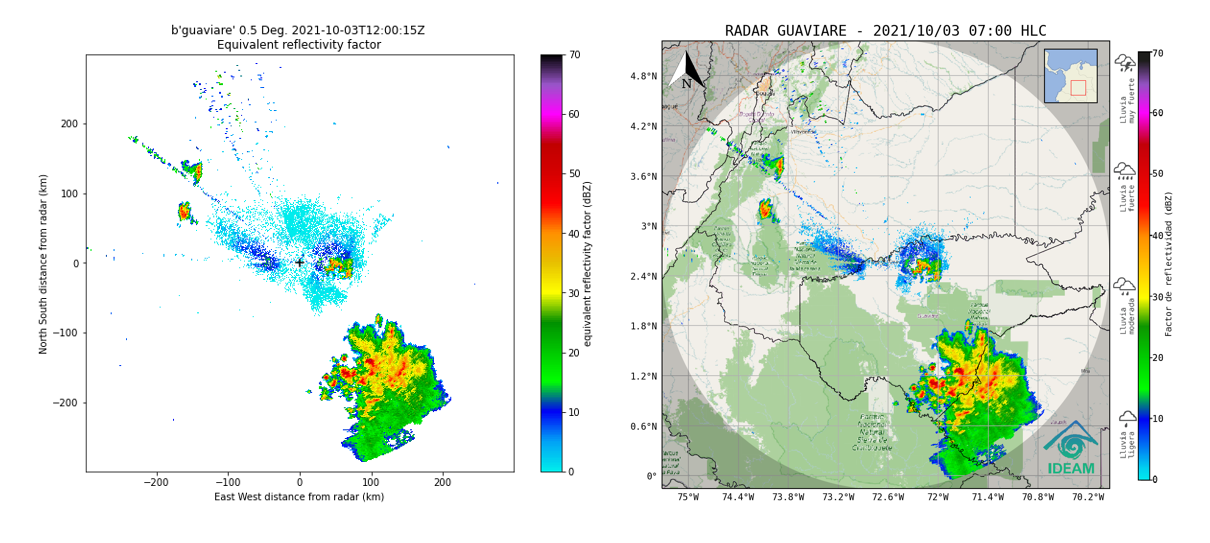 b'guaviare' 0.5 Deg. 2021-10-03T12:00:15Z
Equivalent reflectivity factor
North South distance from radar (km)
200
100
0
−100
−200
−200
−100
0
100
200
East West distance from radar (km)
70
60
50
40
30
20
10
0
equivalent reflectivity factor (dBZ)
RADAR GUAVIARE - 2021/10/03 07:00 HLC
N
4.8°N
4.2°N
3.6°N
3°N
2.4°N
1.8°N
1.2°N
0.6°N
0°
75°W
74.4°W
73.8°W
73.2°W
72.6°W
72°W
71.4°W
70.8°W
70.2°W
Parque
Nacional
Natural
Sierra de
Chiribiquete
IDEAM
lluvia
muy fuerte
lluvia
fuerte
lluvia
moderada
lluvia
ligera
70
60
50
40
30
20
10
0
Factor de reflectividad (dBZ)